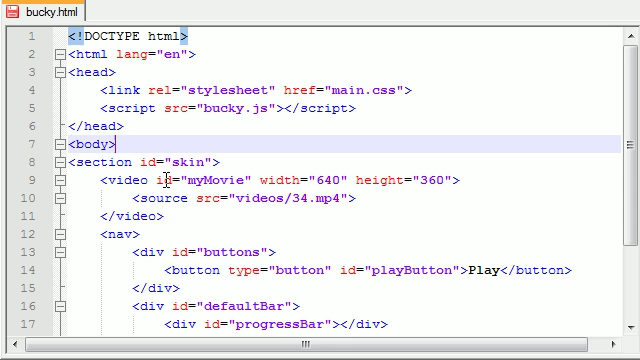 bucky.html
1 <!DOCTYPE html>
2 <html lang="en">
3 <head>
4 <link rel="stylesheet" href="main.css">
5 <script src="bucky.js"></script>
6 </head>
7 <body>
8 <section id="skin">
9 <video id="myMovie" width="640" height="360">
10 <source src="videos/34.mp4">
11 </video>
12 <nav>
13 <div id="buttons">
14 <button type="button" id="playButton">Play</button>
15 </div>
16 <div id="defaultBar">
17 <div id="progressBar"></div>